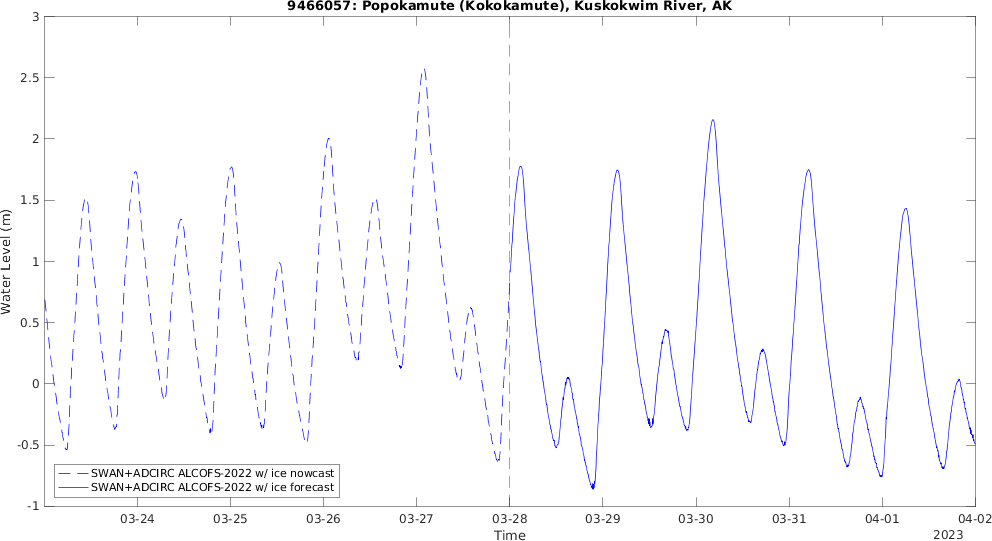 9466057: Popokamute (Kokokamute), Kuskokwim River, AK
3
2.5
2
1.5
1
0.5
0
-0.5
-1
Water Level (m)
SWAN+ADCIRC ALCOFS-2022 w/ ice nowcast
SWAN+ADCIRC ALCOFS-2022 w/ ice forecast
03-24 03-25 03-26 03-27 03-28 03-29 03-30 03-31 04-01 04-02
Time
2023